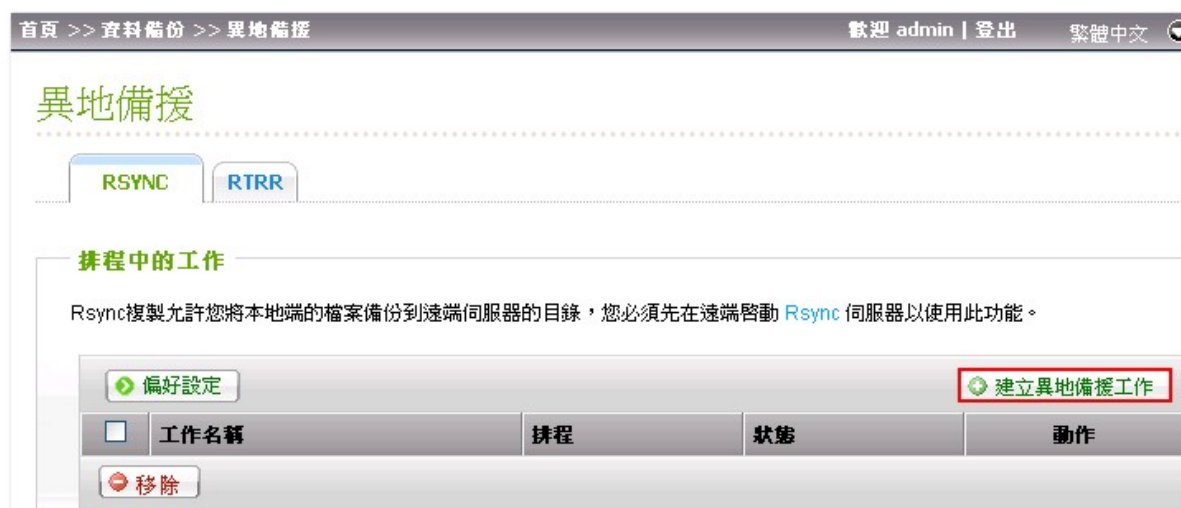 首頁 >> 資料備份 >> 異地備援 歡迎 admin | 登出 繁體中文
異地備援
RSYNC RTRR
排程中的工作
Rsync複製允許您將本地端的檔案備份到遠端伺服器的目錄，您必須先在遠端啓動 Rsync 伺服器以使用此功能。
偏好設定 建立異地備援工作
工作名稱 排程 狀態 動作
移除